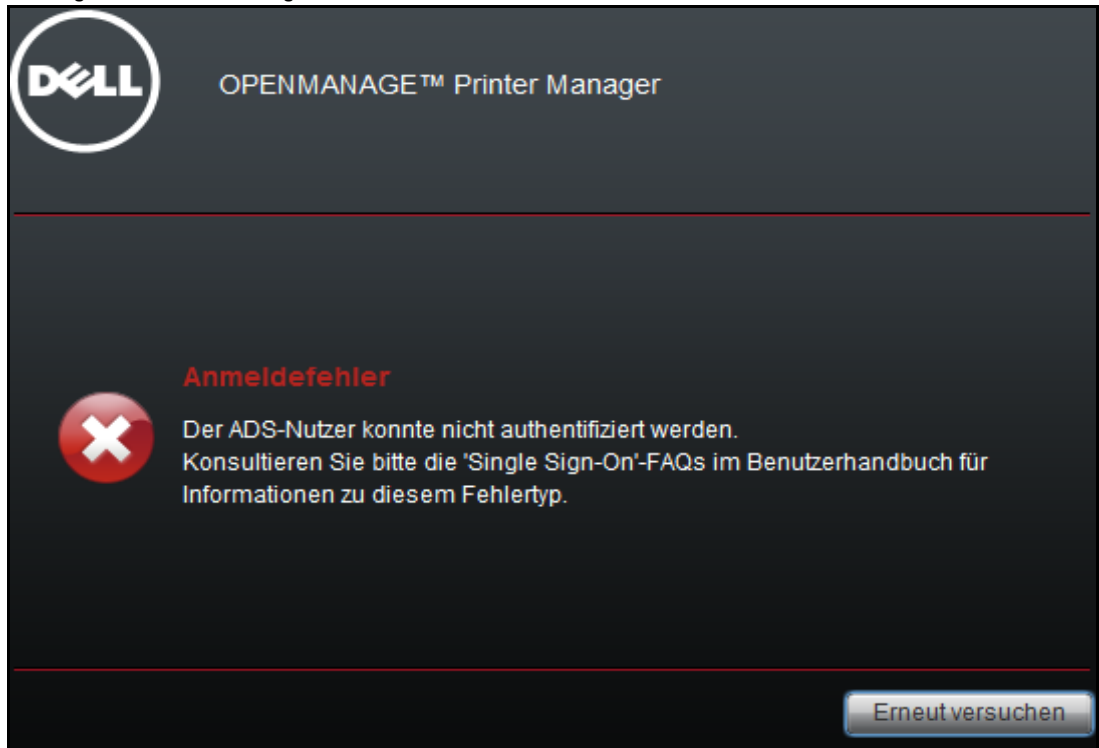 DELL
OPENMANAGE™ Printer Manager
Anmeldefehler
Der ADS-Nutzer konnte nicht authentifiziert werden.
Konsultieren Sie bitte die 'Single Sign-On'-FAQs im Benutzerhandbuch für
Informationen zu diesem Fehlertyp.
Erneut versuchen